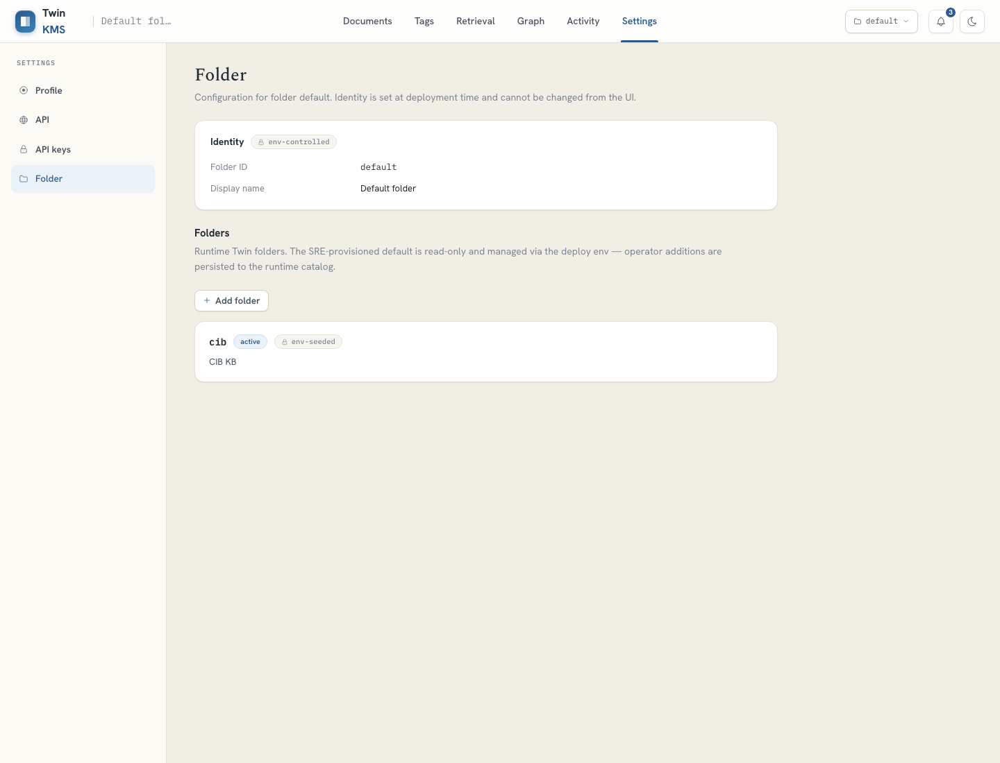 Twin
KMS
Default fol…
Documents
Tags
Retrieval
Graph
Activity
Settings
default
3
SETTINGS
Profile
API
API keys
Folder
Folder
Configuration for folder default. Identity is set at deployment time and cannot be changed from the UI.
Identity
env-controlled
Folder ID
default
Display name
Default folder
Folders
Runtime Twin folders. The SRE-provisioned default is read-only and managed via the deploy env — operator additions are
persisted to the runtime catalog.
+ Add folder
cib
active
env-seeded
CIB KB